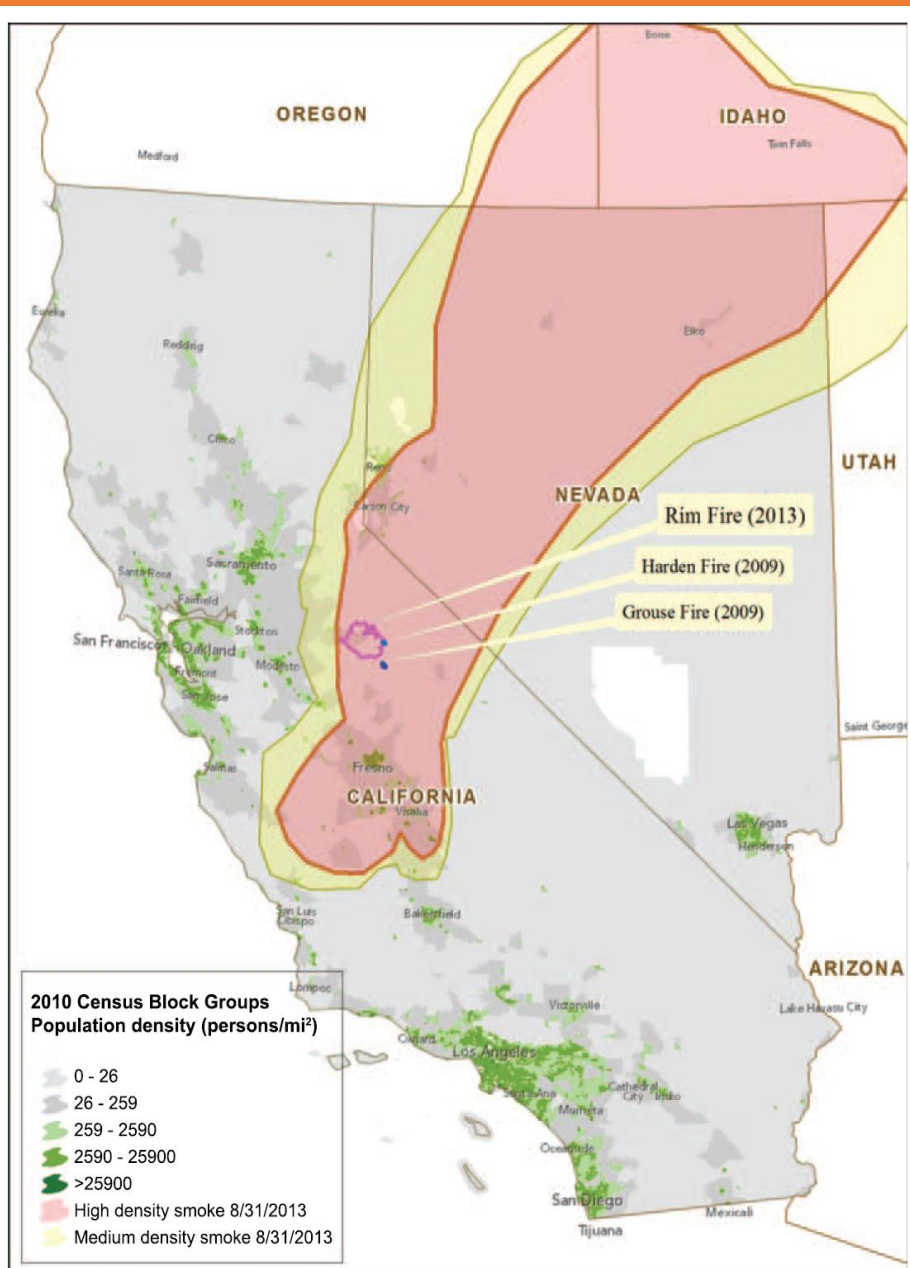 Boise
OREGON
IDAHO
Twin Falls
Medford
Eureka
Elko
Redding
Chico
UTAH
Reno
NEVADA
Carson City
Rim Fire (2013)
Harden Fire (2009)
Sacramento
Santa Rosa
Fairfield
Grouse Fire (2009)
Stockton
San Francisco
Oakland
Modesto
Fremont
San Jose
Saint George
Salinas
Fresno
CALIFORNIA
Visalia
Las Vegas
Henderson
San Luis
Obispo
Bakersfield
ARIZONA
2010 Census Block Groups
Population density (persons/mi²)
Lompoc
Victorville
Lake Havasu City
Oxnard
Los Angeles
0 - 26
26 - 259
259 - 2590
2590 - 25900
>25900
High density smoke 8/31/2013
Medium density smoke 8/31/2013
Santa Ana
Cathedral
City
Indio
Murrieta
Oceanside
San Diego
Tijuana
Mexicali